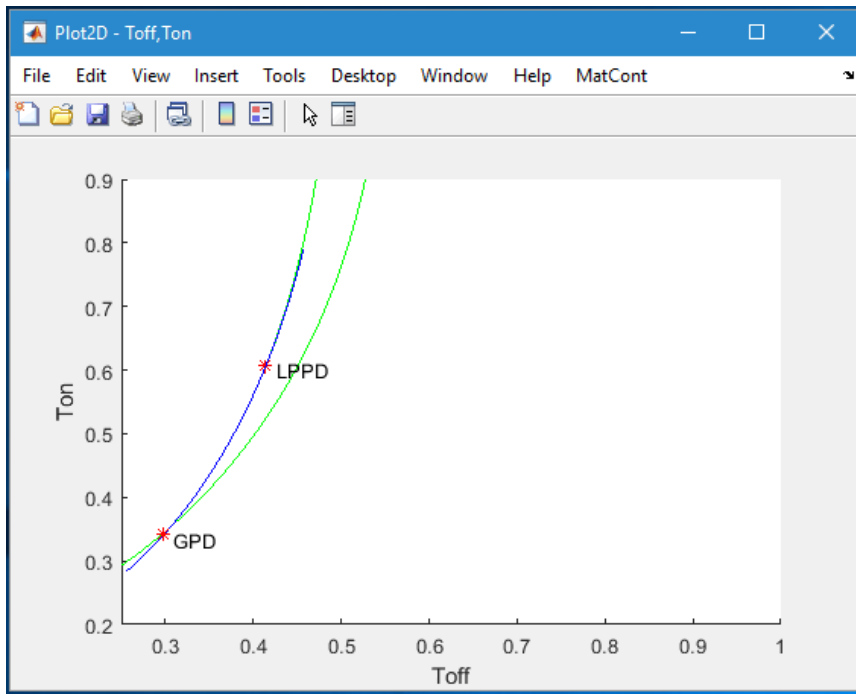 Plot2D - Toff,Ton
File Edit View Insert Tools Desktop Window Help MatCont
0.9
0.8
0.7
0.6
0.5
0.4
0.3
0.2
Ton
LPPD
GPD
0.3 0.4 0.5 0.6 0.7 0.8 0.9 1
Toff